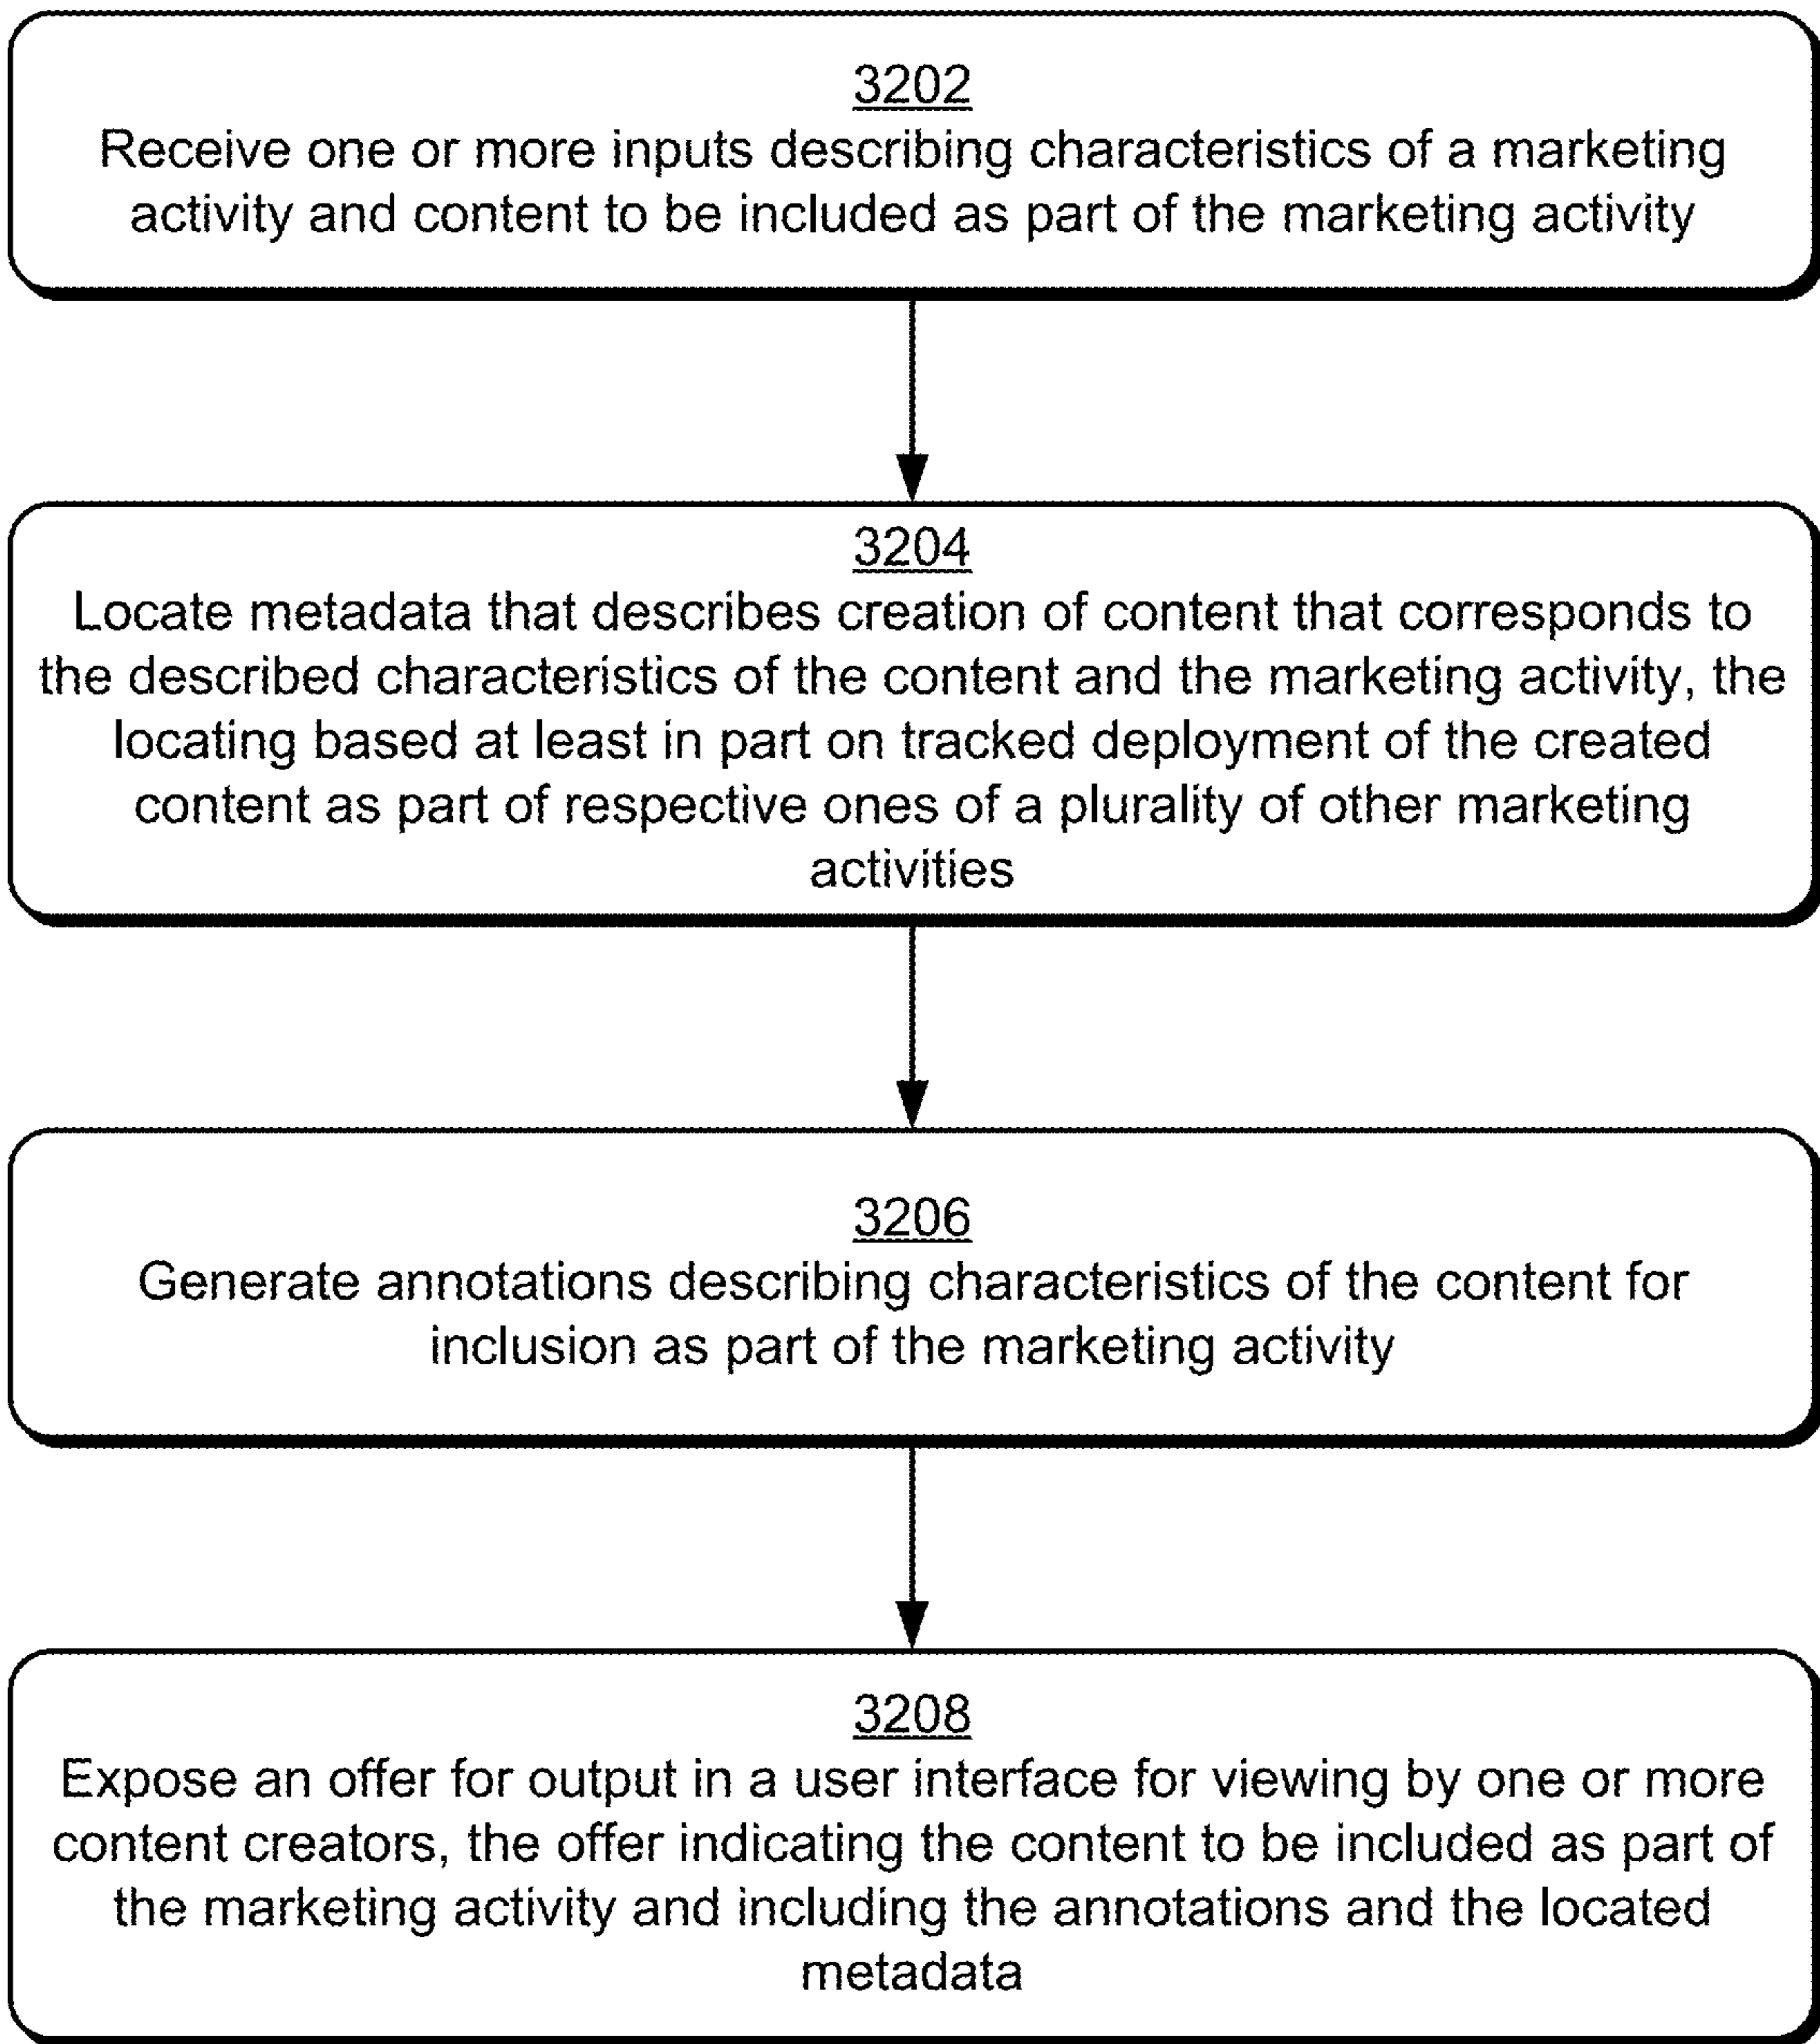 3202
Receive one or more inputs describing characteristics of a marketing
activity and content to be included as part of the marketing activity
3204
Locate metadata that describes creation of content that corresponds to
the described characteristics of the content and the marketing activity, the
locating based at least in part on tracked deployment of the created
content as part of respective ones of a plurality of other marketing
activities
3206
Generate annotations describing characteristics of the content for
inclusion as part of the marketing activity
3208
Expose an offer for output in a user interface for viewing by one or more
content creators, the offer indicating the content to be included as part of
the marketing activity and including the annotations and the located
metadata